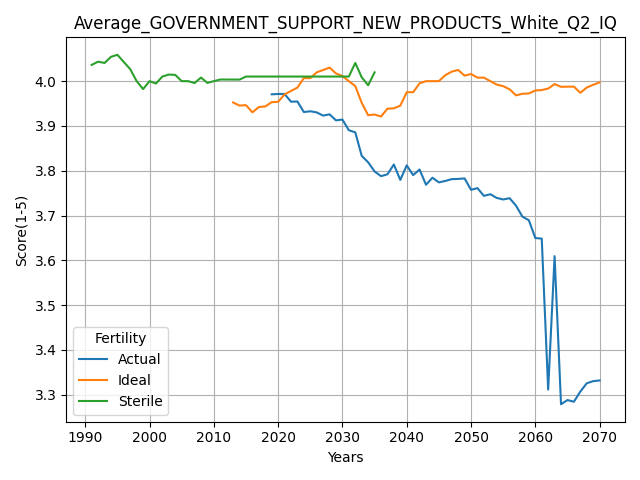 Average_GOVERNMENT_SUPPORT_NEW_PRODUCTS_White_Q2_IQ
Score(1-5)
4.0
3.9
3.8
3.7
3.6
3.5
3.4
3.3
Fertility
Actual
Ideal
Sterile
1990 2000 2010 2020 2030 2040 2050 2060 2070
Years